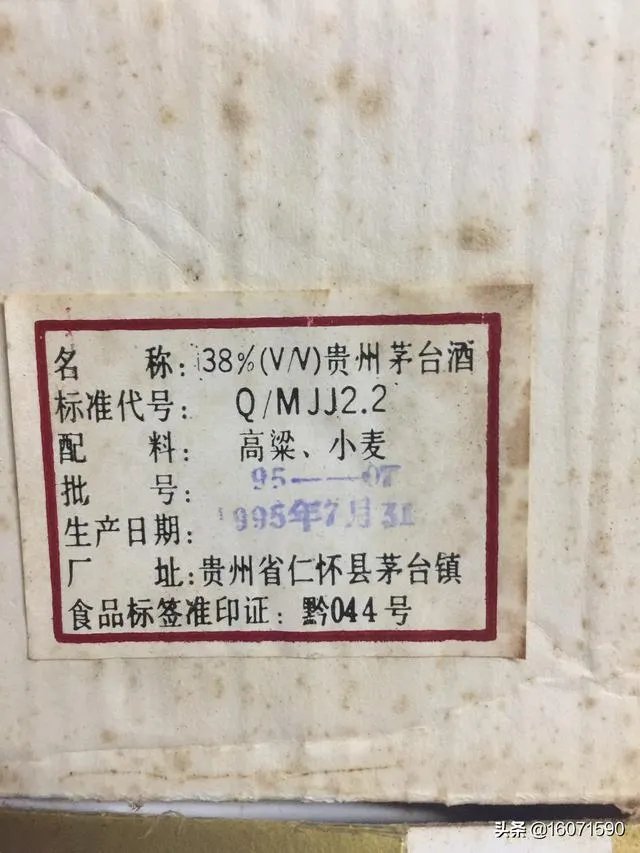 名 称: 38%(V/V)贵州茅台酒
标准代号: Q/MJJ2.2
配 料: 高粱、小麦
批 号: 95——07
生产日期: 1995年7月31
厂 址: 贵州省仁怀县茅台镇
食品标签准印证: 黔044号
头条 @16071590